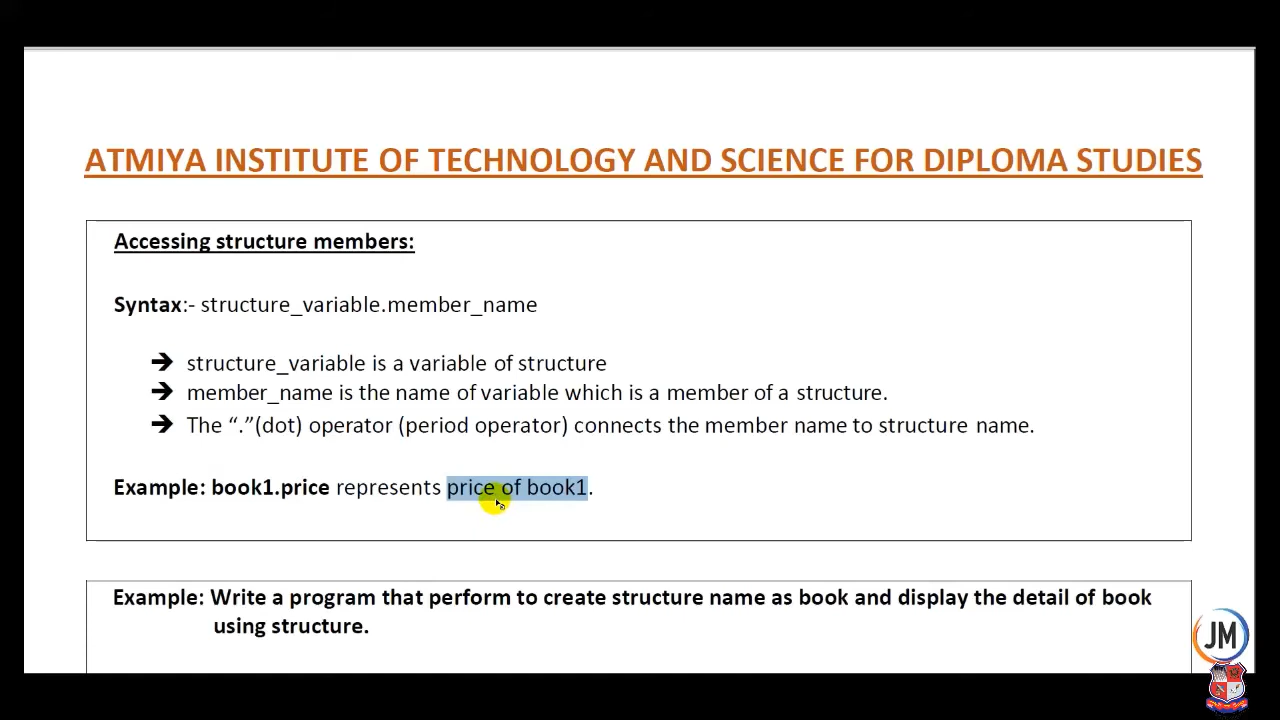 ATMIYA INSTITUTE OF TECHNOLOGY AND SCIENCE FOR DIPLOMA STUDIES
Accessing structure members:
Syntax:- structure_variable.member_name
➔ structure_variable is a variable of structure
➔ member_name is the name of variable which is a member of a structure.
➔ The “.”(dot) operator (period operator) connects the member name to structure name.
Example: book1.price represents price of book1.
Example: Write a program that perform to create structure name as book and display the detail of book
using structure.
JM